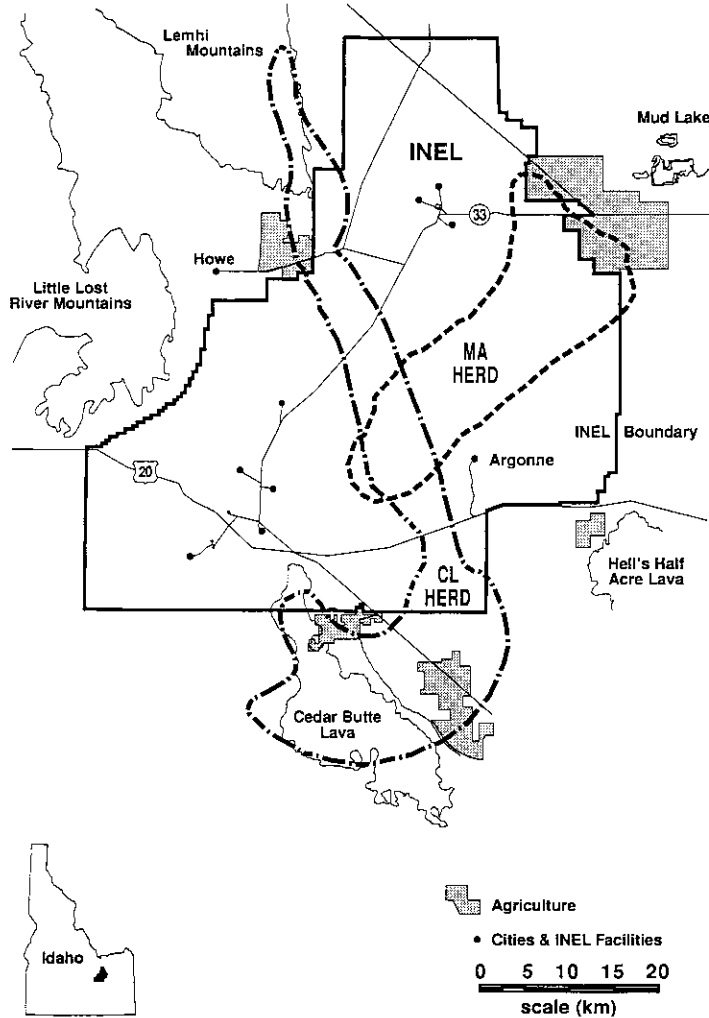 Lemhi
Mountains
Mud Lake
INEL
33
Howe
Little Lost
River Mountains
MA
HERD
INEL Boundary
20
Argonne
Hell's Half
Acre Lava
CL
HERD
Cedar Butte
Lava
Idaho
Agriculture
Cities & INEL Facilities
0 5 10 15 20
scale (km)